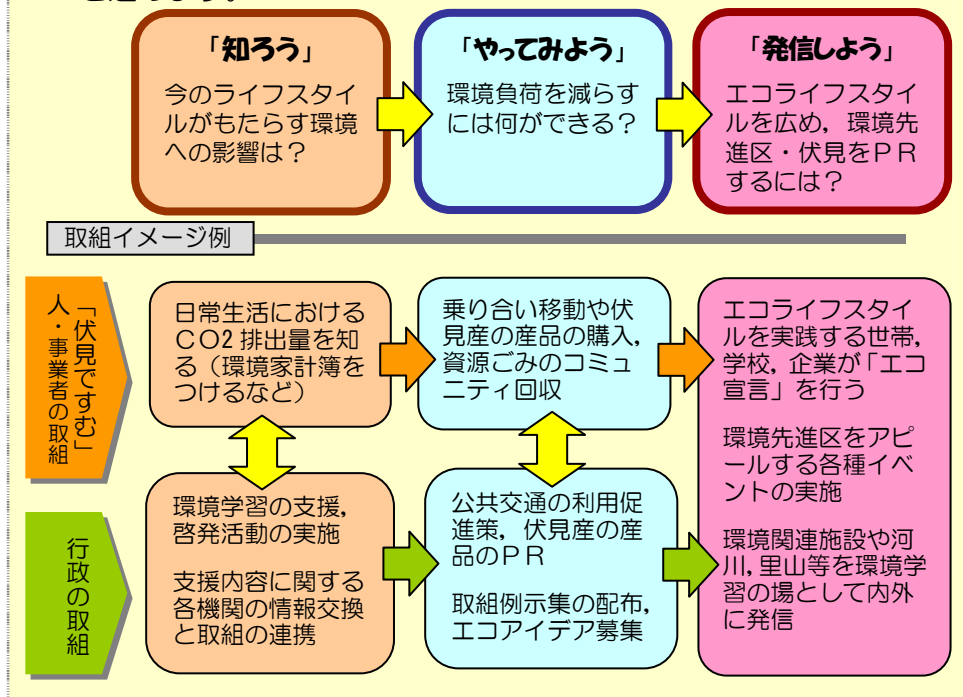 「知ろう」
今のライフスタイ
ルがもたらす環境
への影響は？
「やってみよう」
環境負荷を減らす
には何ができる？
「発信しよう」
エコライフスタイ
ルを広め，環境先
進区・伏見をＰＲ
するには？
取組イメージ例
「伏見ですむ」
人・事業者の取組
日常生活における
ＣＯ2 排出量を知
る（環境家計簿を
つけるなど）
乗り合い移動や伏
見産の産品の購入，
資源ごみのコミュ
ニティ回収
エコライフスタイ
ルを実践する世帯，
学校，企業が「エコ
宣言」を行う
環境先進区をアピ
ールする各種イベ
ントの実施
環境関連施設や河
川，里山等を環境学
習の場として内外
に発信
行政の取組
環境学習の支援，
啓発活動の実施
支援内容に関する
各機関の情報交換
と取組の連携
公共交通の利用促
進策，伏見産の産
品のＰＲ
取組例示集の配布，
エコアイデア募集